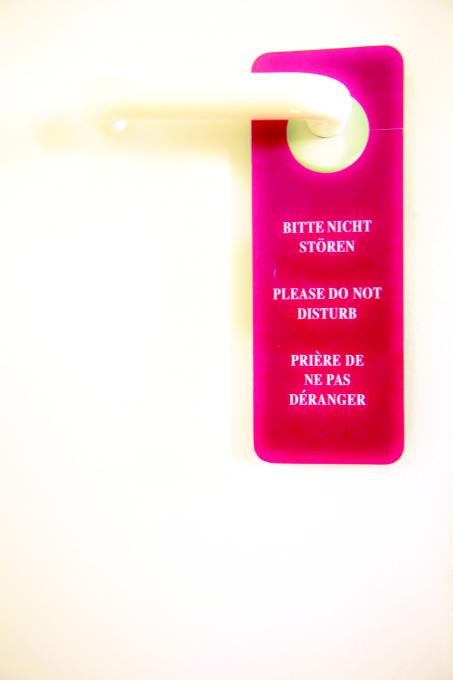 BITTE NICHT
STÖREN
PLEASE DO NOT
DISTURB
PRIÈRE DE
NE PAS
DÉRANGER